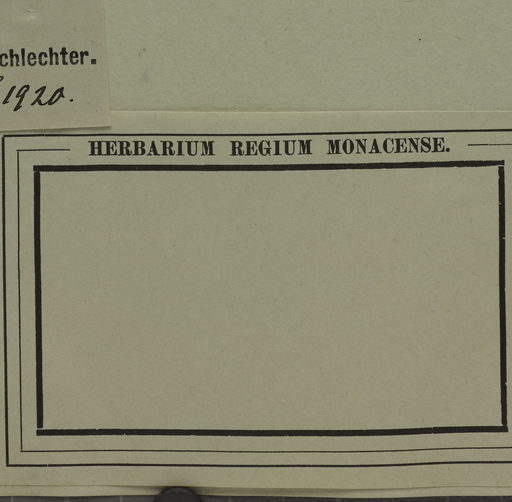 chlechter.
1920.
HERBARIUM REGIUM MONACENSE.